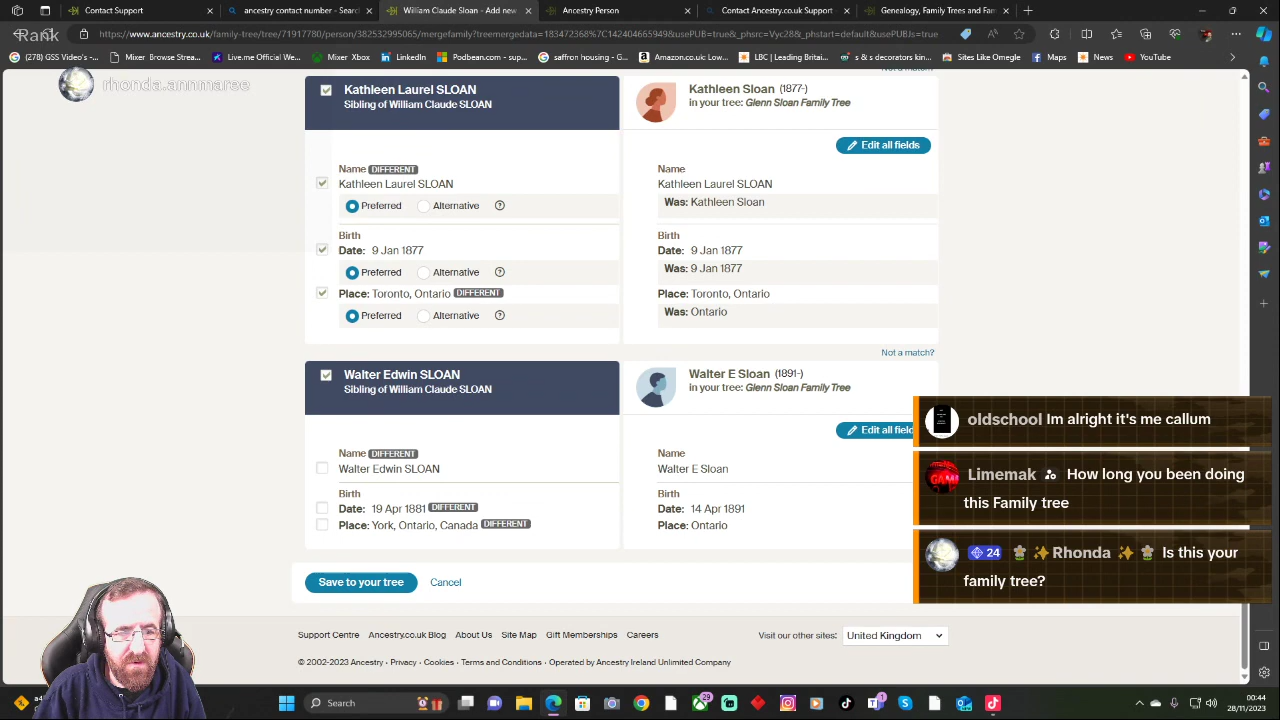 Contact Support
ancestry contact number - Searc
William Claude Sloan - Add new
Ancestry Person
Contact Ancestry.co.uk Support
Genealogy, Family Trees and Fam
Rank
https://www.ancestry.co.uk/family-tree/tree/71917780/person/382532995065/mergefamily?treemergedata=183472368%7C142404665949&usePUB=true&_phsrc=Vyc28&_phstart=default&usePUBJs=true
(278) GSS Video's -...
Mixer Browse Stream...
Live.me Official We...
Mixer Xbox
LinkedIn
Podbean.com - sup...
saffron housing - G...
Amazon.co.uk Low...
LBC | Leading Britai...
s & s decorators kin...
Sites Like Omegle
Facebook
Maps
News
YouTube
rhonda.annmaree
Kathleen Laurel SLOAN
Sibling of William Claude SLOAN
Kathleen Sloan (1877-)
in your tree: Glenn Sloan Family Tree
Edit all fields
Name DIFFERENT
Kathleen Laurel SLOAN
Preferred Alternative
Name
Kathleen Laurel SLOAN
Was: Kathleen Sloan
Birth
Date: 9 Jan 1877
Preferred Alternative
Place: Toronto, Ontario DIFFERENT
Preferred Alternative
Birth
Date: 9 Jan 1877
Was: 9 Jan 1877
Place: Toronto, Ontario
Was: Ontario
Not a match?
Walter Edwin SLOAN
Sibling of William Claude SLOAN
Walter E Sloan (1891-)
in your tree: Glenn Sloan Family Tree
Edit all field
Name DIFFERENT
Walter Edwin SLOAN
Name
Walter E Sloan
Birth
Date: 19 Apr 1881 DIFFERENT
Place: York, Ontario, Canada DIFFERENT
Birth
Date: 14 Apr 1891
Place: Ontario
oldschool Im alright it's me callum
Limemak How long you been doing
this Family tree
24 Rhonda Is this your
family tree?
Save to your tree
Cancel
Support Centre Ancestry.co.uk Blog About Us Site Map Gift Memberships Careers
Visit our other sites: United Kingdom
© 2002-2023 Ancestry · Privacy · Cookies · Terms and Conditions · Operated by Ancestry Ireland Unlimited Company
Search
29
1
00:44
28/11/2023